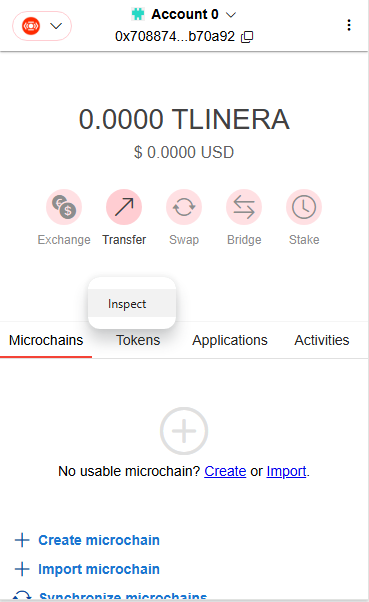 Account 0
0x708874...b70a92
0.0000 TLINERA
$ 0.0000 USD
Exchange Transfer Swap Bridge Stake
Inspect
Microchains Tokens Applications Activities
No usable microchain? Create or Import.
Create microchain
Import microchain
Synchronize microchains